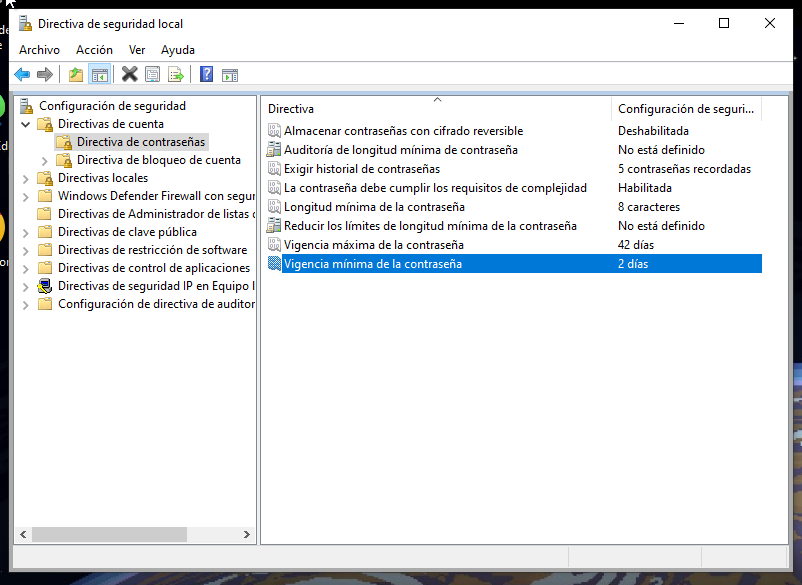 Directiva de seguridad local
Archivo Acción Ver Ayuda
Configuración de seguridad
Directivas de cuenta
Directiva de contraseñas
Directiva de bloqueo de cuenta
Directivas locales
Windows Defender Firewall con segur
Directivas de Administrador de listas d
Directivas de clave pública
Directivas de restricción de software
Directivas de control de aplicaciones
Directivas de seguridad IP en Equipo l
Configuración de directiva de auditor
Directiva Configuración de seguri...
Almacenar contraseñas con cifrado reversible Deshabilitada
Auditoría de longitud mínima de contraseña No está definido
Exigir historial de contraseñas 5 contraseñas recordadas
La contraseña debe cumplir los requisitos de complejidad Habilitada
Longitud mínima de la contraseña 8 caracteres
Reducir los límites de longitud mínima de la contraseña No está definido
Vigencia máxima de la contraseña 42 días
Vigencia mínima de la contraseña 2 días